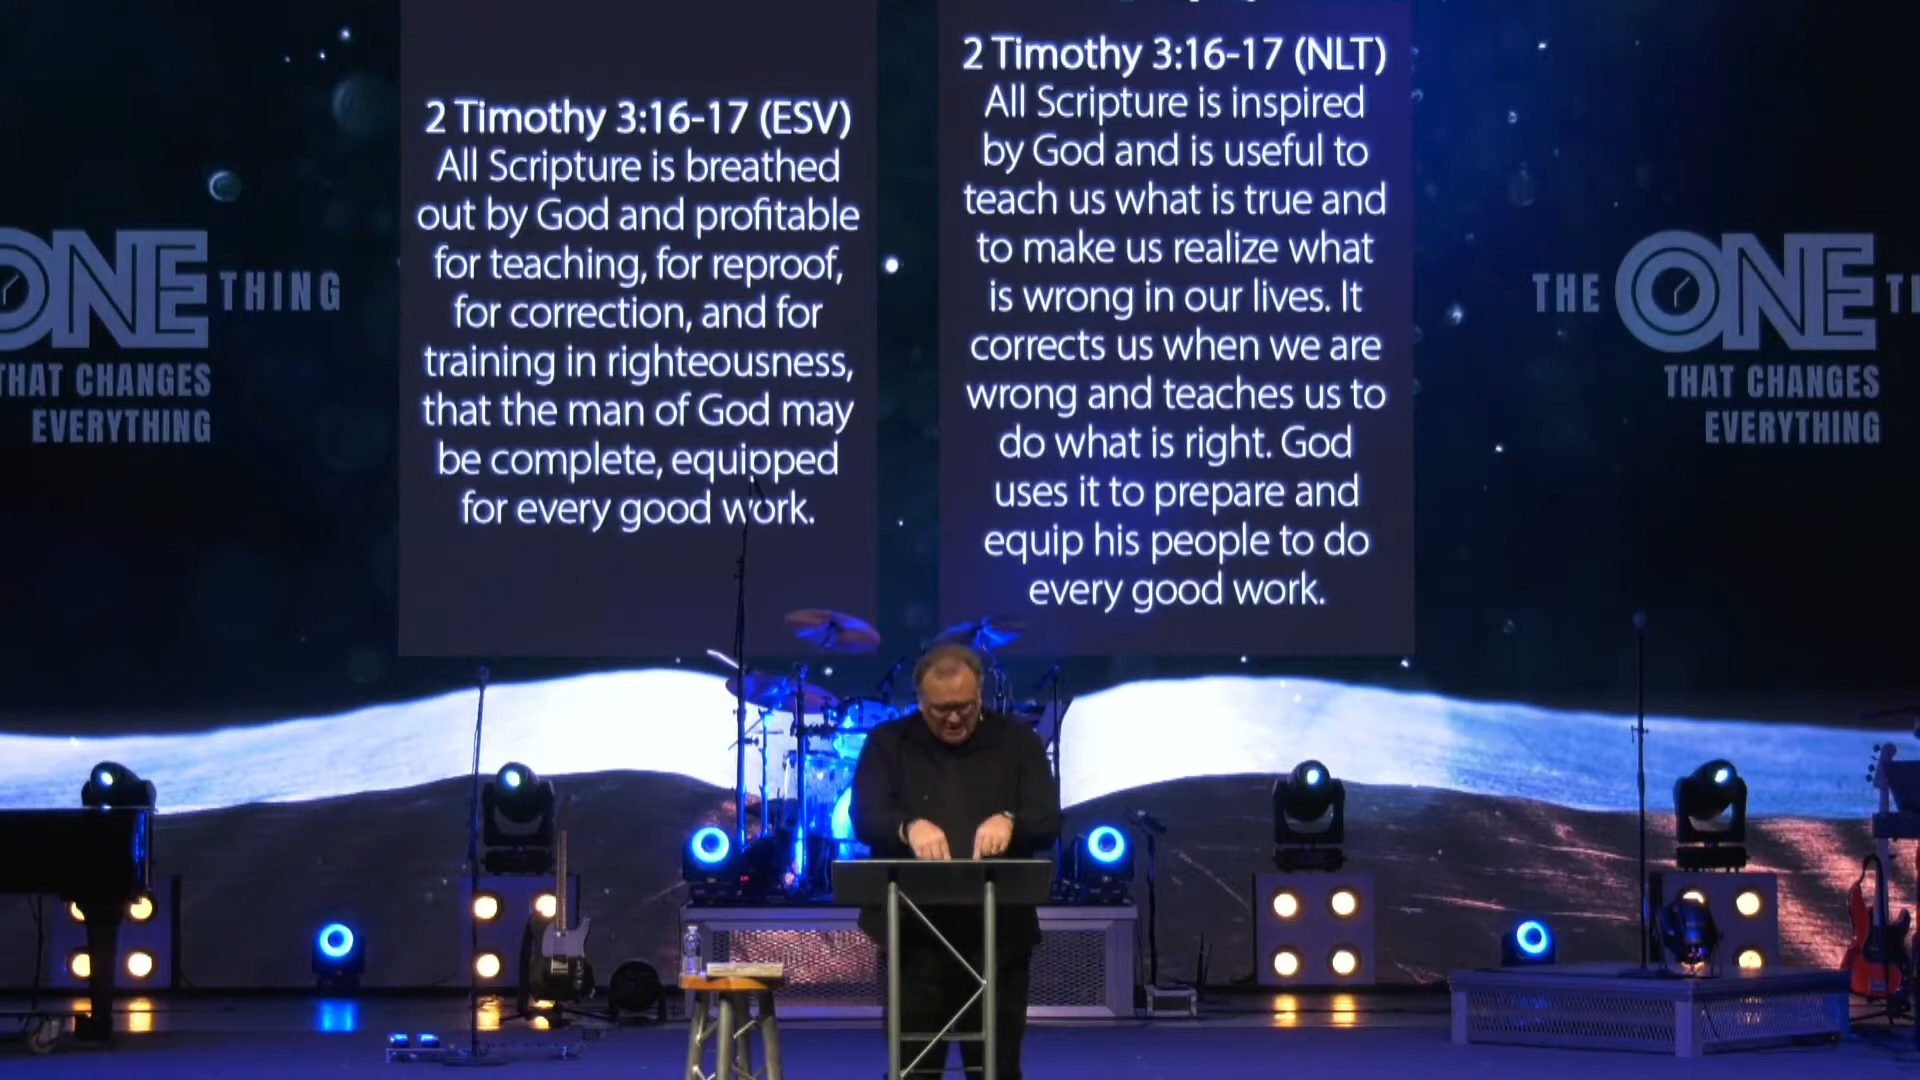 ONE THING
THAT CHANGES
EVERYTHING
2 Timothy 3:16-17 (ESV)
All Scripture is breathed
out by God and profitable
for teaching, for reproof,
for correction, and for
training in righteousness,
that the man of God may
be complete, equipped
for every good work.
2 Timothy 3:16-17 (NLT)
All Scripture is inspired
by God and is useful to
teach us what is true and
to make us realize what
is wrong in our lives. It
corrects us when we are
wrong and teaches us to
do what is right. God
uses it to prepare and
equip his people to do
every good work.
THE ONE
THAT CHANGES
EVERYTHING